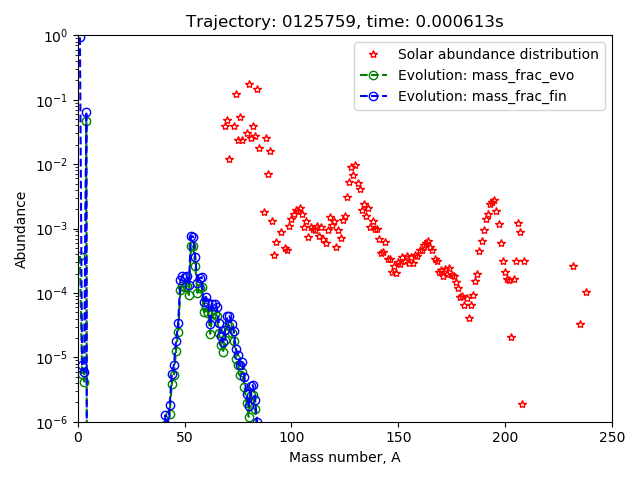 Trajectory: 0125759, time: 0.000613s
Solar abundance distribution
Evolution: mass_frac_evo
Evolution: mass_frac_fin
Abundance
10⁰
10⁻¹
10⁻²
10⁻³
10⁻⁴
10⁻⁵
10⁻⁶
0 50 100 150 200 250
Mass number, A